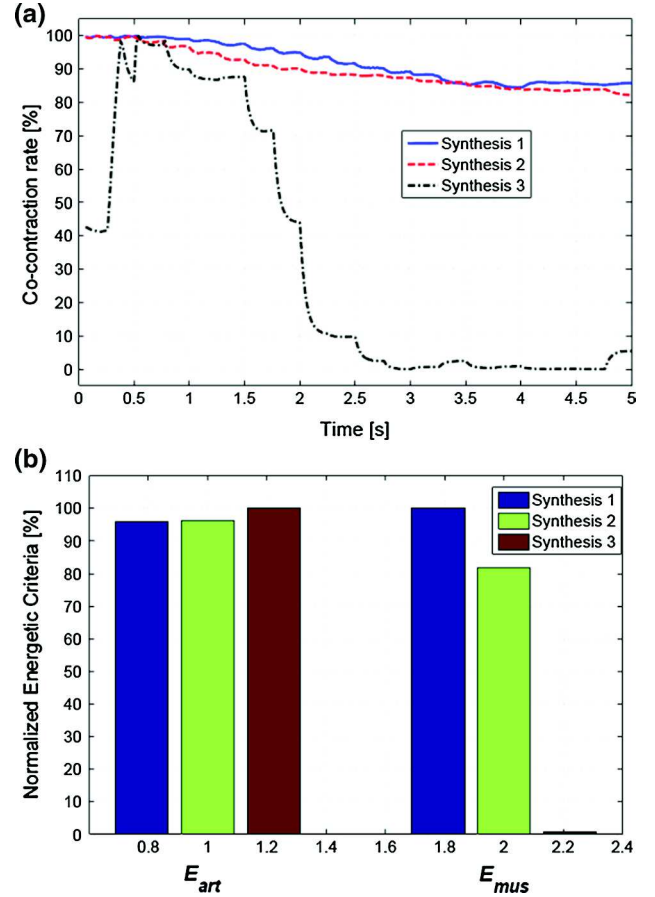 (a)
100
90
80
70
60
50
40
30
20
10
0
Co-contraction rate [%]
Synthesis 1
Synthesis 2
Synthesis 3
0 0.5 1 1.5 2 2.5 3 3.5 4 4.5 5
Time [s]
(b)
110
100
90
80
70
60
50
40
30
20
10
0
Normalized Energetic Criteria [%]
Synthesis 1
Synthesis 2
Synthesis 3
0.8 1 1.2 1.4 1.6 1.8 2 2.2 2.4
E_art E_mus